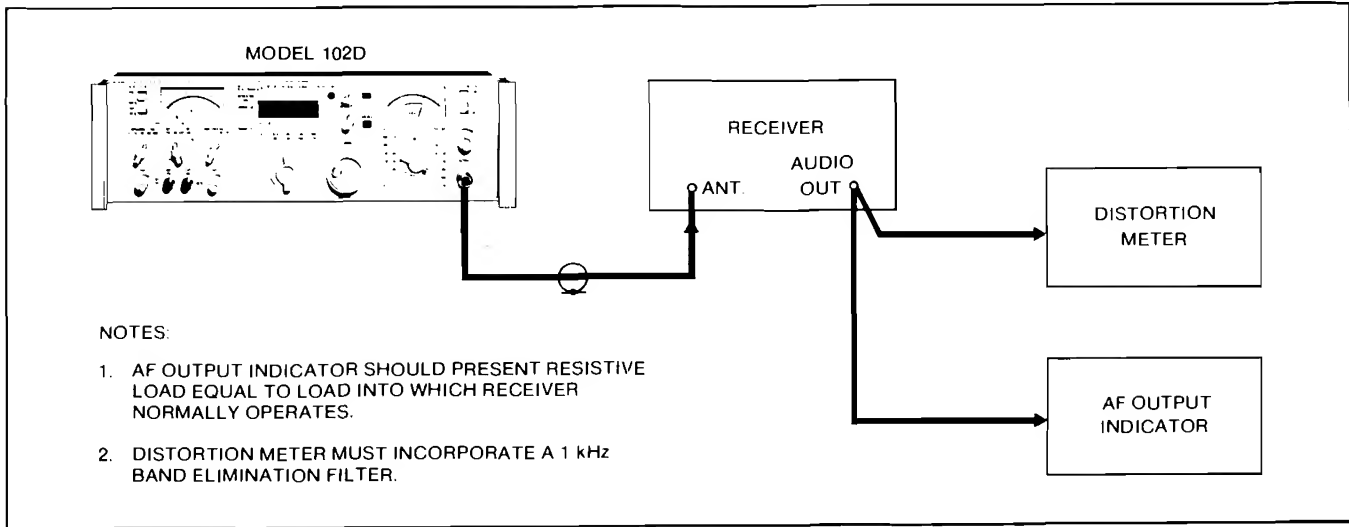 MODEL 102D
RECEIVER
ANT.
AUDIO
OUT
DISTORTION
METER
AF OUTPUT
INDICATOR
NOTES:
1. AF OUTPUT INDICATOR SHOULD PRESENT RESISTIVE
LOAD EQUAL TO LOAD INTO WHICH RECEIVER
NORMALLY OPERATES.
2. DISTORTION METER MUST INCORPORATE A 1 kHz
BAND ELIMINATION FILTER.